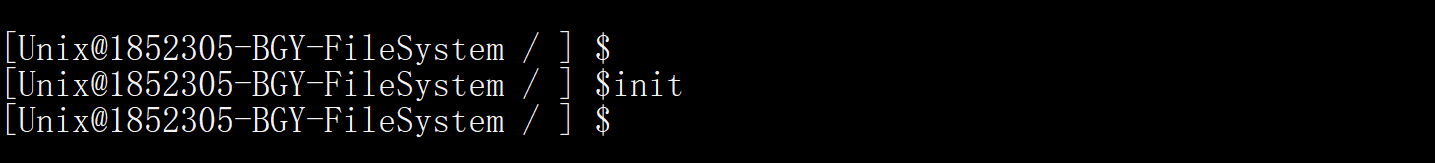 [Unix@1852305-BGY-FileSystem / ] $
[Unix@1852305-BGY-FileSystem / ] $init
[Unix@1852305-BGY-FileSystem / ] $